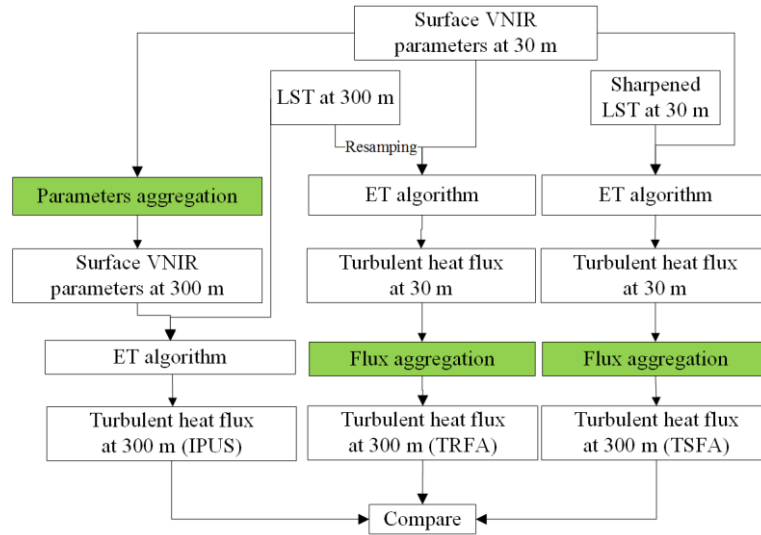 Surface VNIR
parameters at 30 m
LST at 300 m
Sharpened
LST at 30 m
Resamping
Parameters aggregation
ET algorithm
ET algorithm
Surface VNIR
parameters at 300 m
Turbulent heat flux
at 30 m
Turbulent heat flux
at 30 m
ET algorithm
Flux aggregation
Flux aggregation
Turbulent heat flux
at 300 m (IPUS)
Turbulent heat flux
at 300 m (TRFA)
Turbulent heat flux
at 300 m (TSFA)
Compare